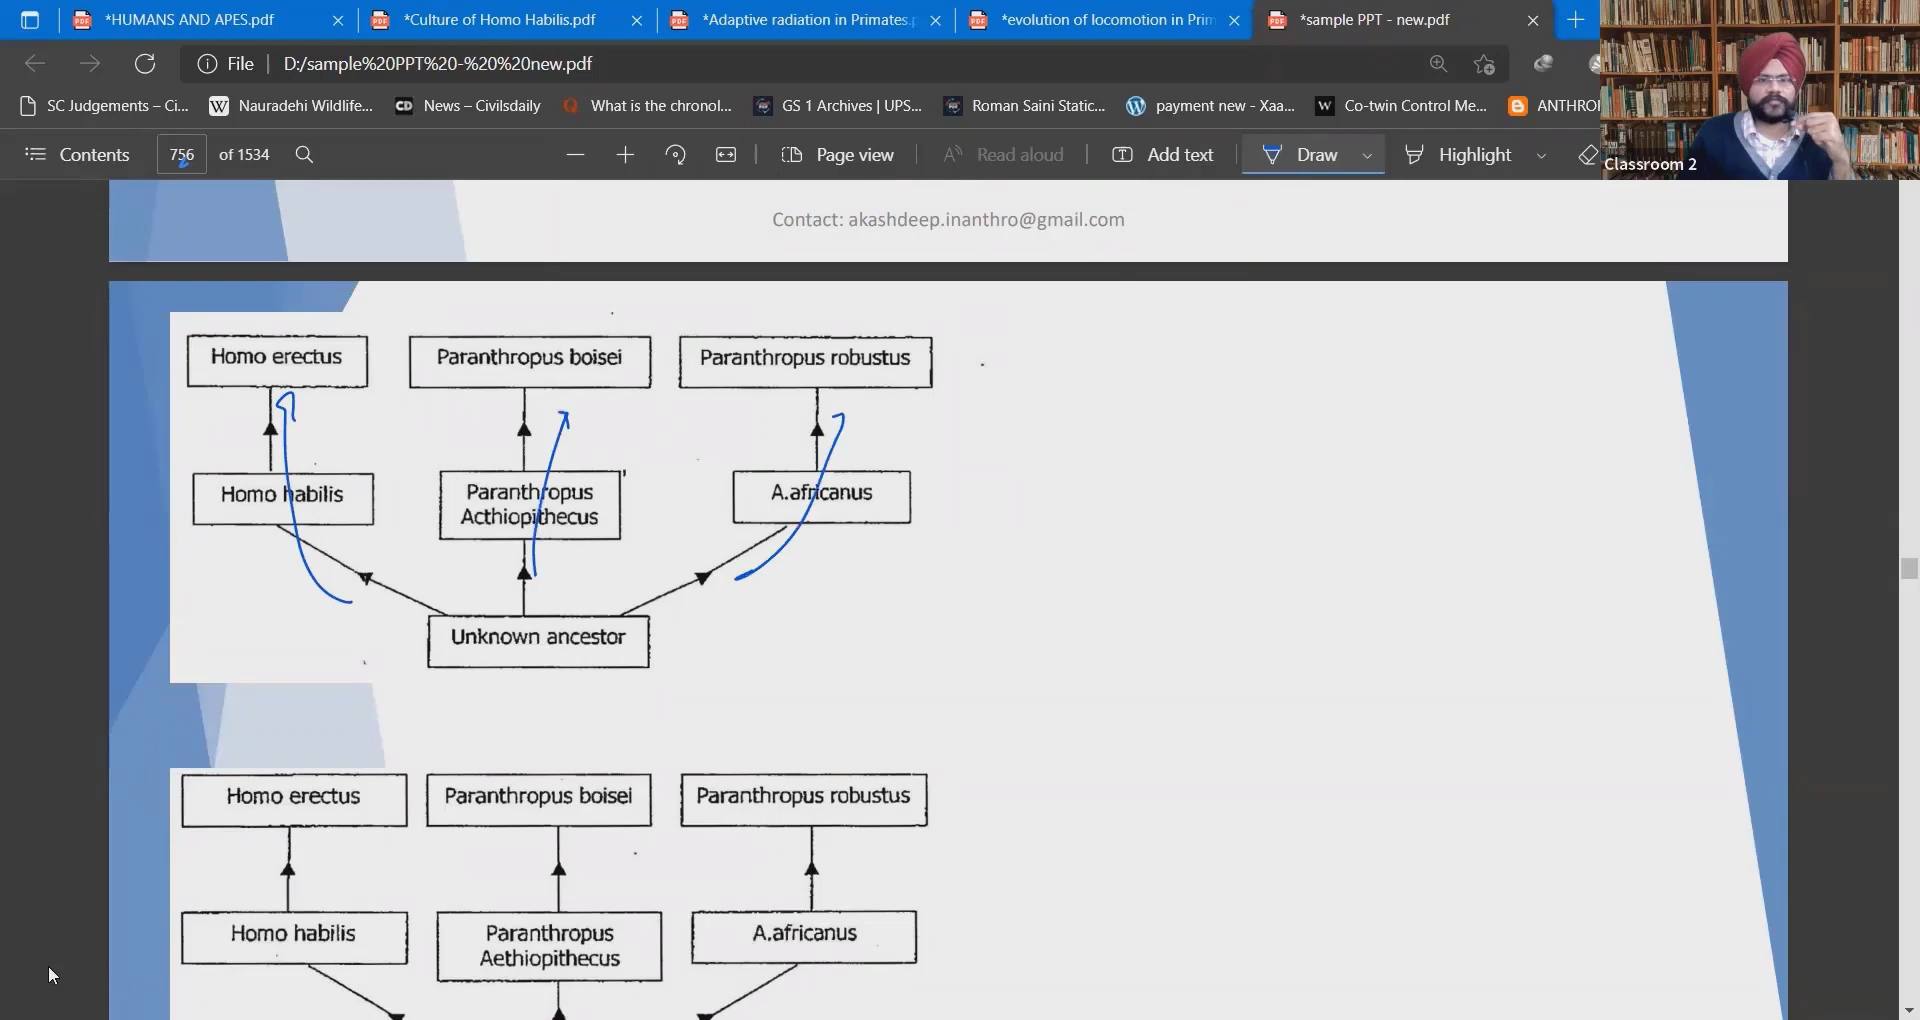 *HUMANS AND APES.pdf
*Culture of Homo Habilis.pdf
*Adaptive radiation in Primates.p
*evolution of locomotion in Prim
*sample PPT - new.pdf
File
D:/sample%20PPT%20-%20%20new.pdf
SC Judgements – Ci...
Nauradehi Wildlife...
CD
News – Civilsdaily
What is the chronol...
GS 1 Archives | UPS...
Roman Saini Static...
payment new - Xaa...
Co-twin Control Me...
ANTHRO
Contents
756
of 1534
Page view
Read aloud
Add text
Draw
Highlight
Classroom 2
Contact: akashdeep.inanthro@gmail.com
Homo erectus
Paranthropus boisei
Paranthropus robustus
Homo habilis
Paranthropus
Acthiopithecus
A.africanus
Unknown ancestor
Homo erectus
Paranthropus boisei
Paranthropus robustus
Homo habilis
Paranthropus
Aethiopithecus
A.africanus